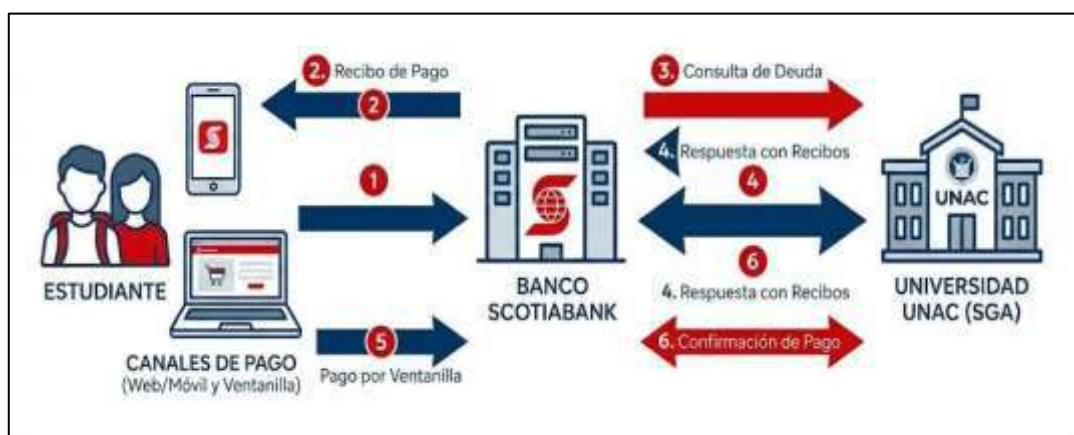 2. Recibo de Pago
2
3. Consulta de Deuda
4. Respuesta con Recibos
1
4
UNAC
6
ESTUDIANTE
BANCO
SCOTIABANK
4. Respuesta con Recibos
UNIVERSIDAD
UNAC (SGA)
5
6. Confirmación de Pago
CANALES DE PAGO
(Web/Móvil y Ventanilla)
Pago por Ventanilla